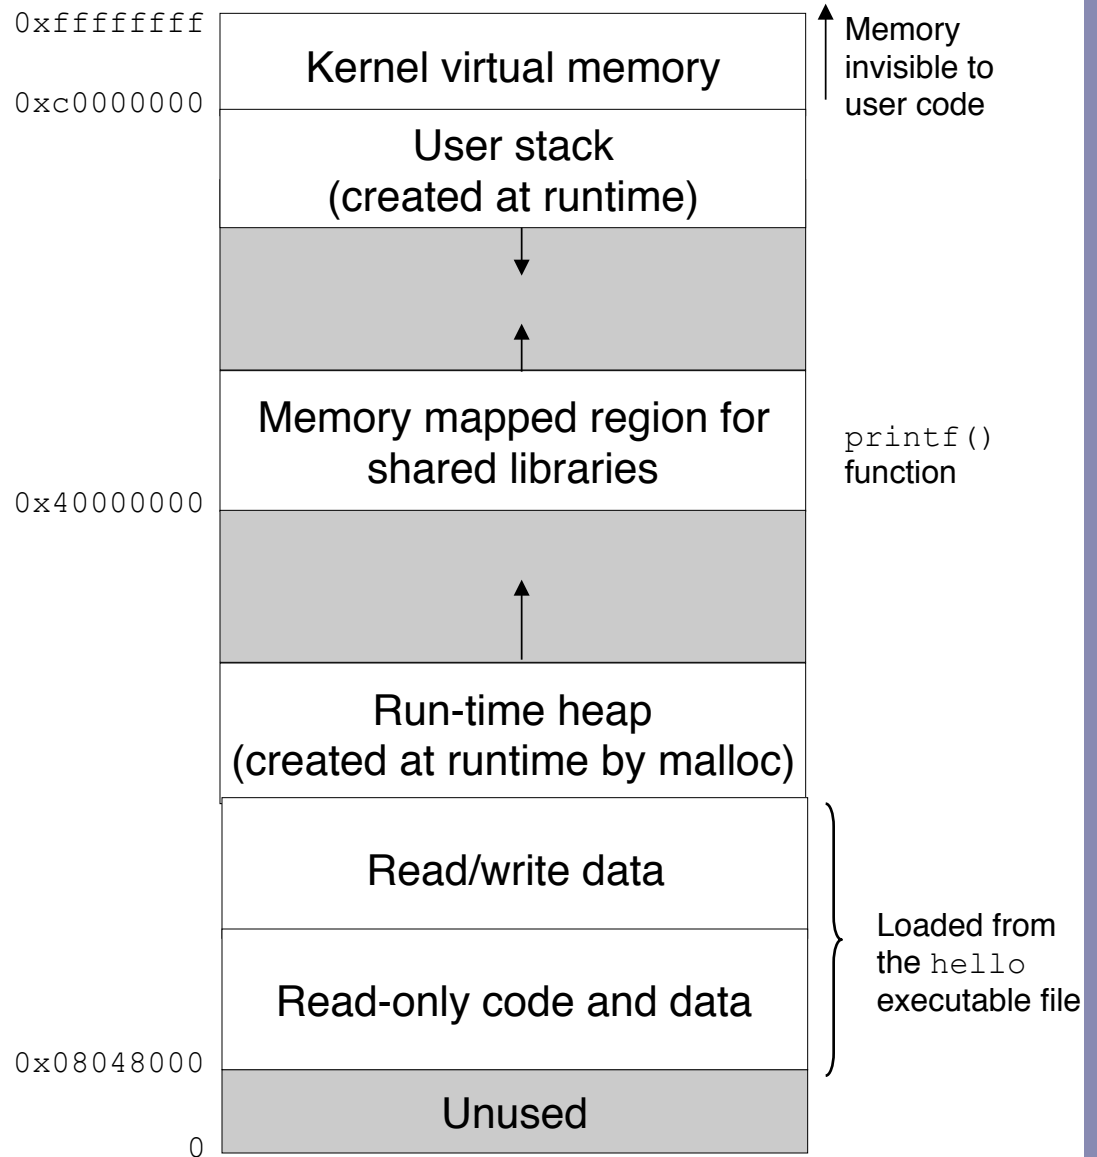 0xffffffff
Kernel virtual memory
Memory
invisible to
user code
0xc0000000
User stack
(created at runtime)
Memory mapped region for
shared libraries
printf()
function
0x40000000
Run-time heap
(created at runtime by malloc)
Read/write data
Loaded from
the hello
executable file
Read-only code and data
0x08048000
Unused
0